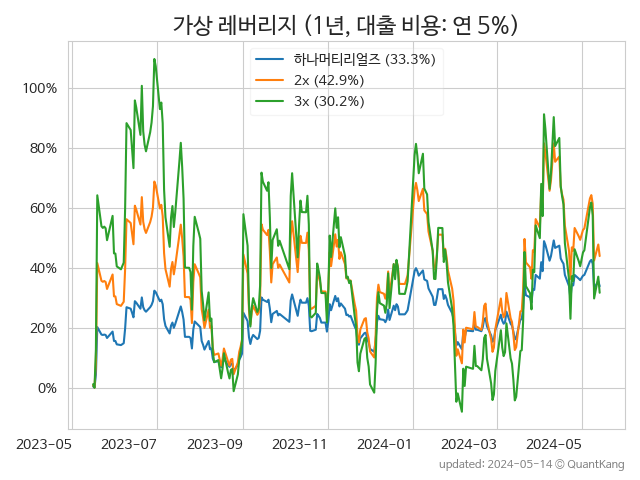 가상 레버리지 (1년, 대출 비용: 연 5%)
하나머티리얼즈 (33.3%)
2x (42.9%)
3x (30.2%)
100%
80%
60%
40%
20%
0%
2023-05 2023-07 2023-09 2023-11 2024-01 2024-03 2024-05
updated: 2024-05-14 ⓒ QuantKang